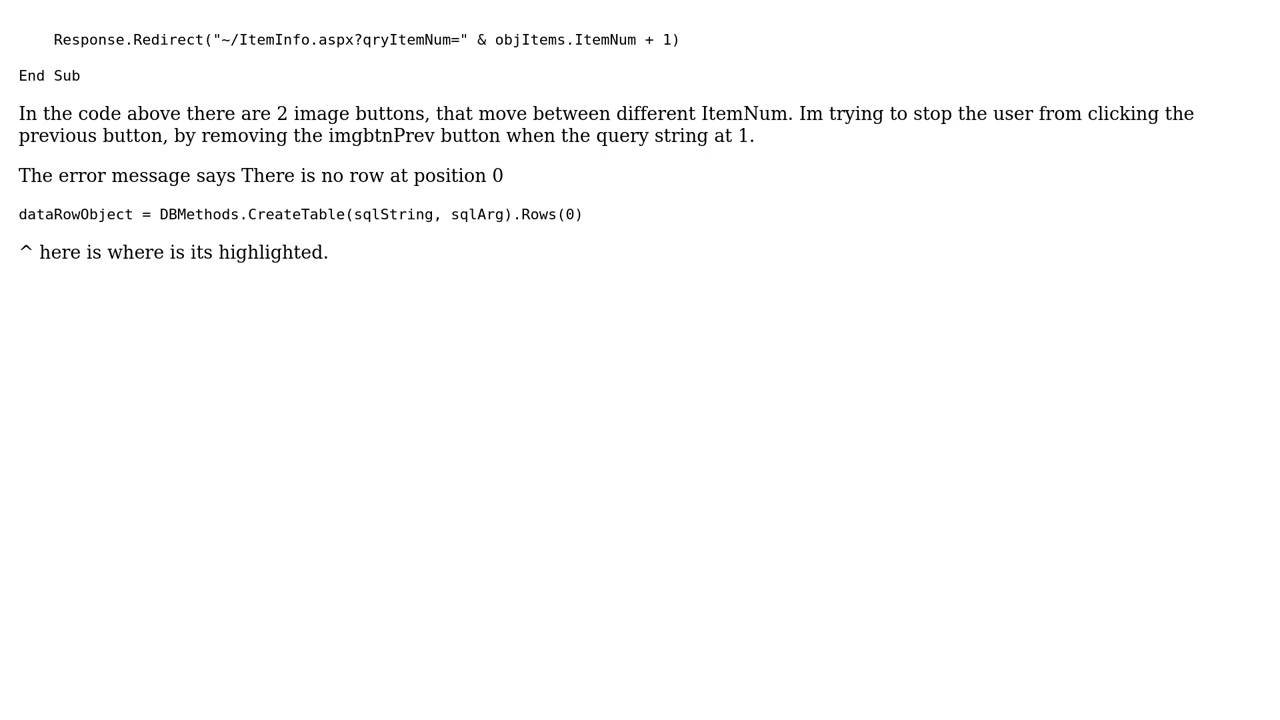 Response.Redirect("~/ItemInfo.aspx?qryItemNum=" & objItems.ItemNum + 1)
End Sub
In the code above there are 2 image buttons, that move between different ItemNum. Im trying to stop the user from clicking the
previous button, by removing the imgbtnPrev button when the query string at 1.
The error message says There is no row at position 0
dataRowObject = DBMethods.CreateTable(sqlString, sqlArg).Rows(0)
^ here is where is its highlighted.